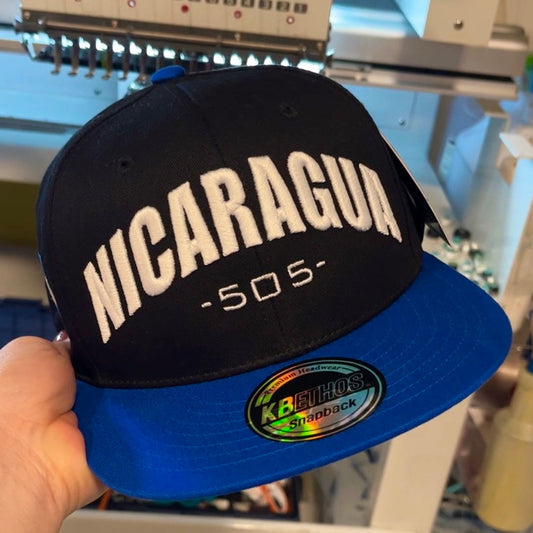 NICARAGUA
-505-
Premium Headwear
KBETHOS
Snapback